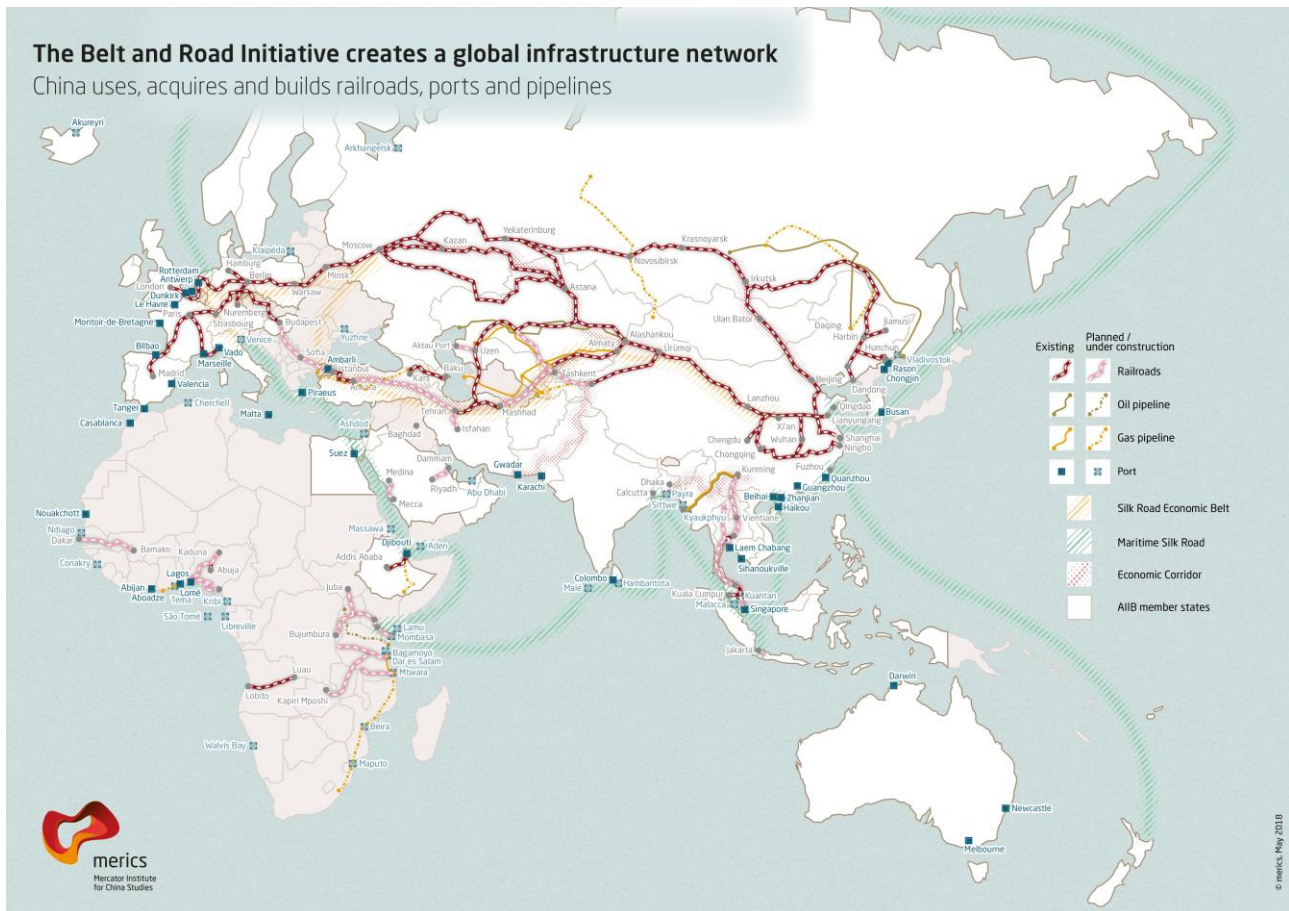 The Belt and Road Initiative creates a global infrastructure network
China uses, acquires and builds railroads, ports and pipelines
Akureyri
Arkhangelsk
Klaipėda
Moscow
Kazan
Yekaterinburg
Krasnoyarsk
Novosibirsk
Irkutsk
Astana
Hamburg
Rotterdam
Antwerp
London
Dunkirk
Le Havre
Berlin
Minsk
Warsaw
Paris
Nuremberg
Strasbourg
Budapest
Montoir-de-Bretagne
Venice
Yuzhne
Bilbao
Madrid
Marseille
Vado
Valencia
Sofia
Ambarli
Istanbul
Ankara
Kars
Baku
Aktau Port
Uzen
Almaty
Alashankou
Ürümqi
Tashkent
Ulan Bator
Daqing
Jiamusi
Harbin
Hunchun
Vladivostok
Rason
Chongjin
Dandong
Beijing
Tanger
Cherchell
Malta
Piraeus
Casablanca
Tehran
Mashhad
Isfahan
Ashdod
Baghdad
Suez
Lanzhou
Qingdao
Lianyungang
Busan
Xi'an
Wuhan
Chengdu
Chongqing
Shanghai
Ningbo
Medina
Dammam
Riyadh
Mecca
Abu Dhabi
Gwadar
Karachi
Dhaka
Calcutta
Payra
Sittwe
Kyaukphyu
Kunming
Fuzhou
Quanzhou
Guangzhou
Beihai
Zhanjian
Haikou
Vientiane
Nouakchott
Ndiago
Dakar
Bamako
Kaduna
Abuja
Conakry
Massawa
Djibouti
Aden
Addis Ababa
Laem Chabang
Sihanoukville
Lagos
Abijan
Lomé
Aboadze
Tema
Kribi
São Tomé
Libreville
Juba
Colombo
Hambantota
Malé
Kuala Lumpur
Kuantan
Malacca
Singapore
Bujumbura
Lamu
Mombasa
Bagamoyo
Dar es Salam
Mtwara
Jakarta
Luau
Lobito
Kapiri Mposhi
Darwin
Walvis Bay
Beira
Maputo
Newcastle
Melbourne
Existing
Planned /
under construction
Railroads
Oil pipeline
Gas pipeline
Port
Silk Road Economic Belt
Maritime Silk Road
Economic Corridor
AIIB member states
merics
Mercator Institute
for China Studies
© merics, May 2018